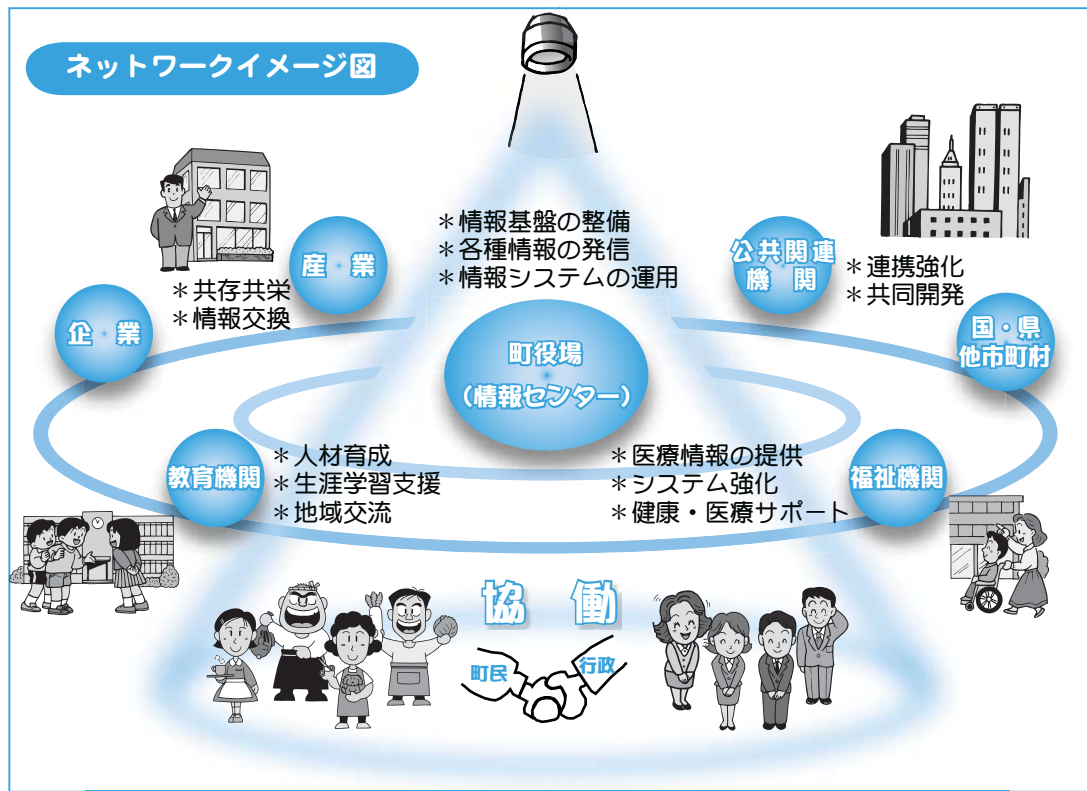 ネットワークイメージ図
＊情報基盤の整備
＊各種情報の発信
＊情報システムの運用
産・業
＊共存共栄
＊情報交換
企・業
公共関連
機　関
＊連携強化
＊共同開発
国・県
他市町村
町役場
・
（情報センター）
教育機関
＊人材育成
＊生涯学習支援
＊地域交流
＊医療情報の提供
＊システム強化
＊健康・医療サポート
福祉機関
協　働
町民
行政